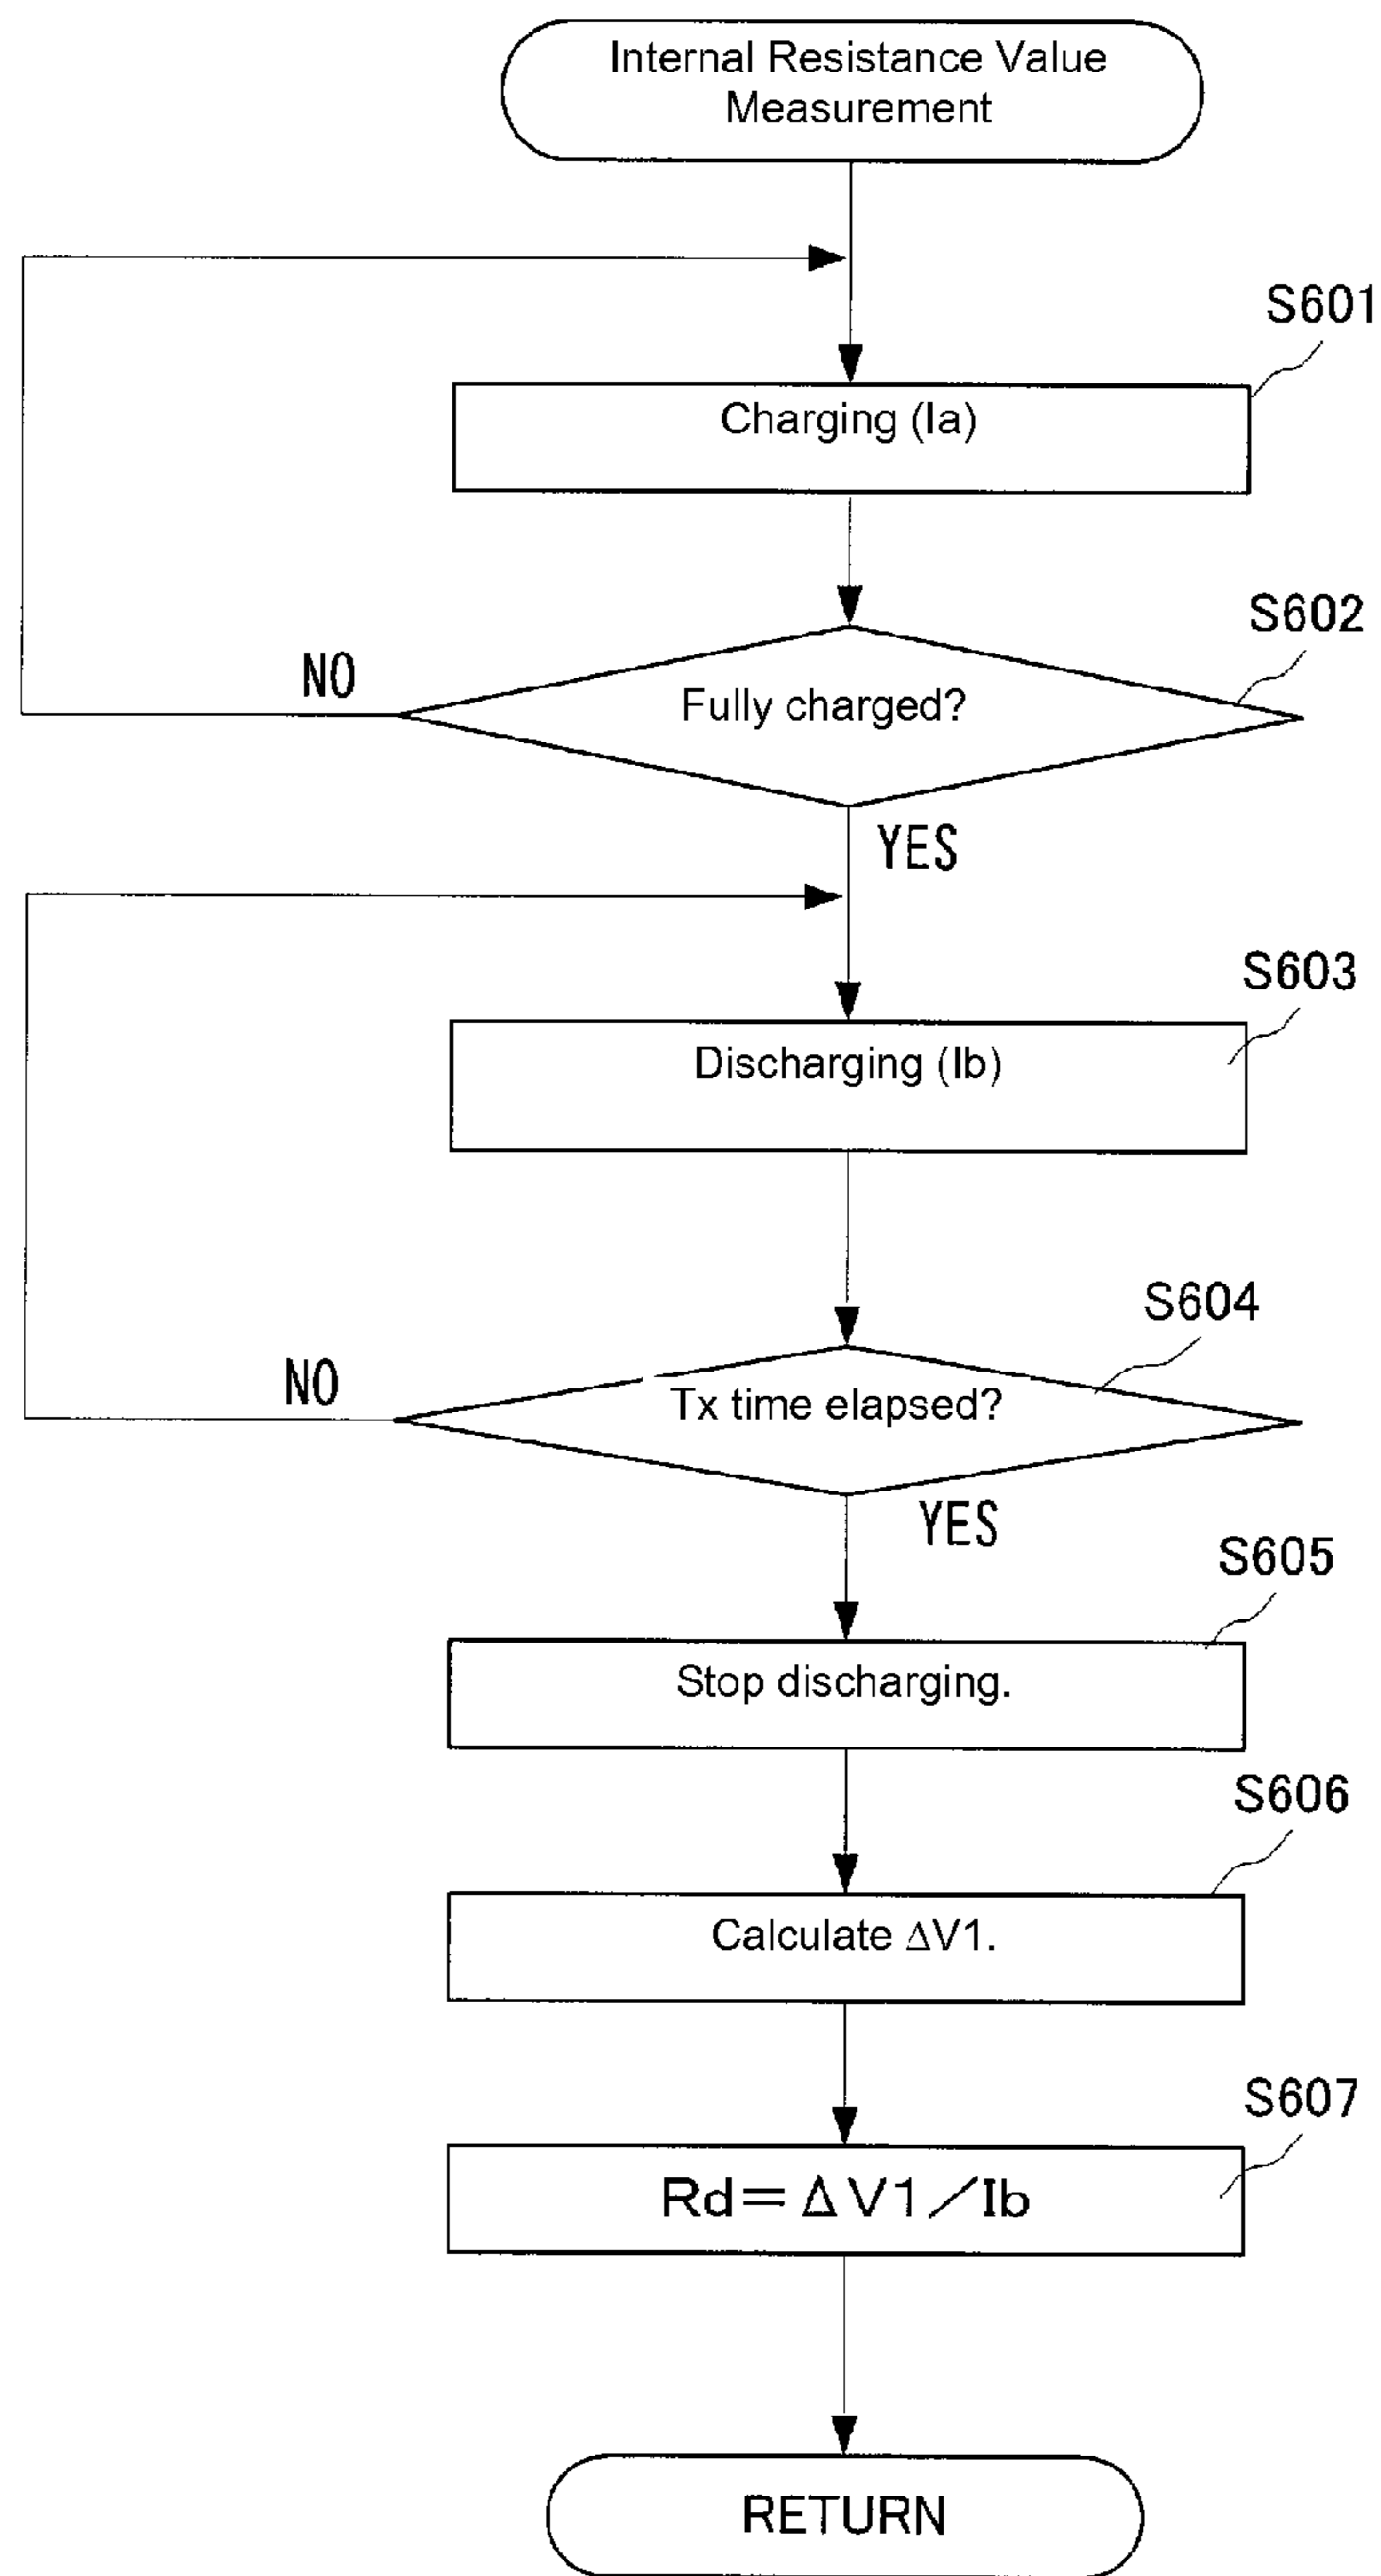 Internal Resistance Value
Measurement
S601
Charging (Ia)
S602
NO
Fully charged?
YES
S603
Discharging (Ib)
S604
NO
Tx time elapsed?
YES
S605
Stop discharging.
S606
Calculate ΔV1.
S607
Rd=ΔV1/Ib
RETURN